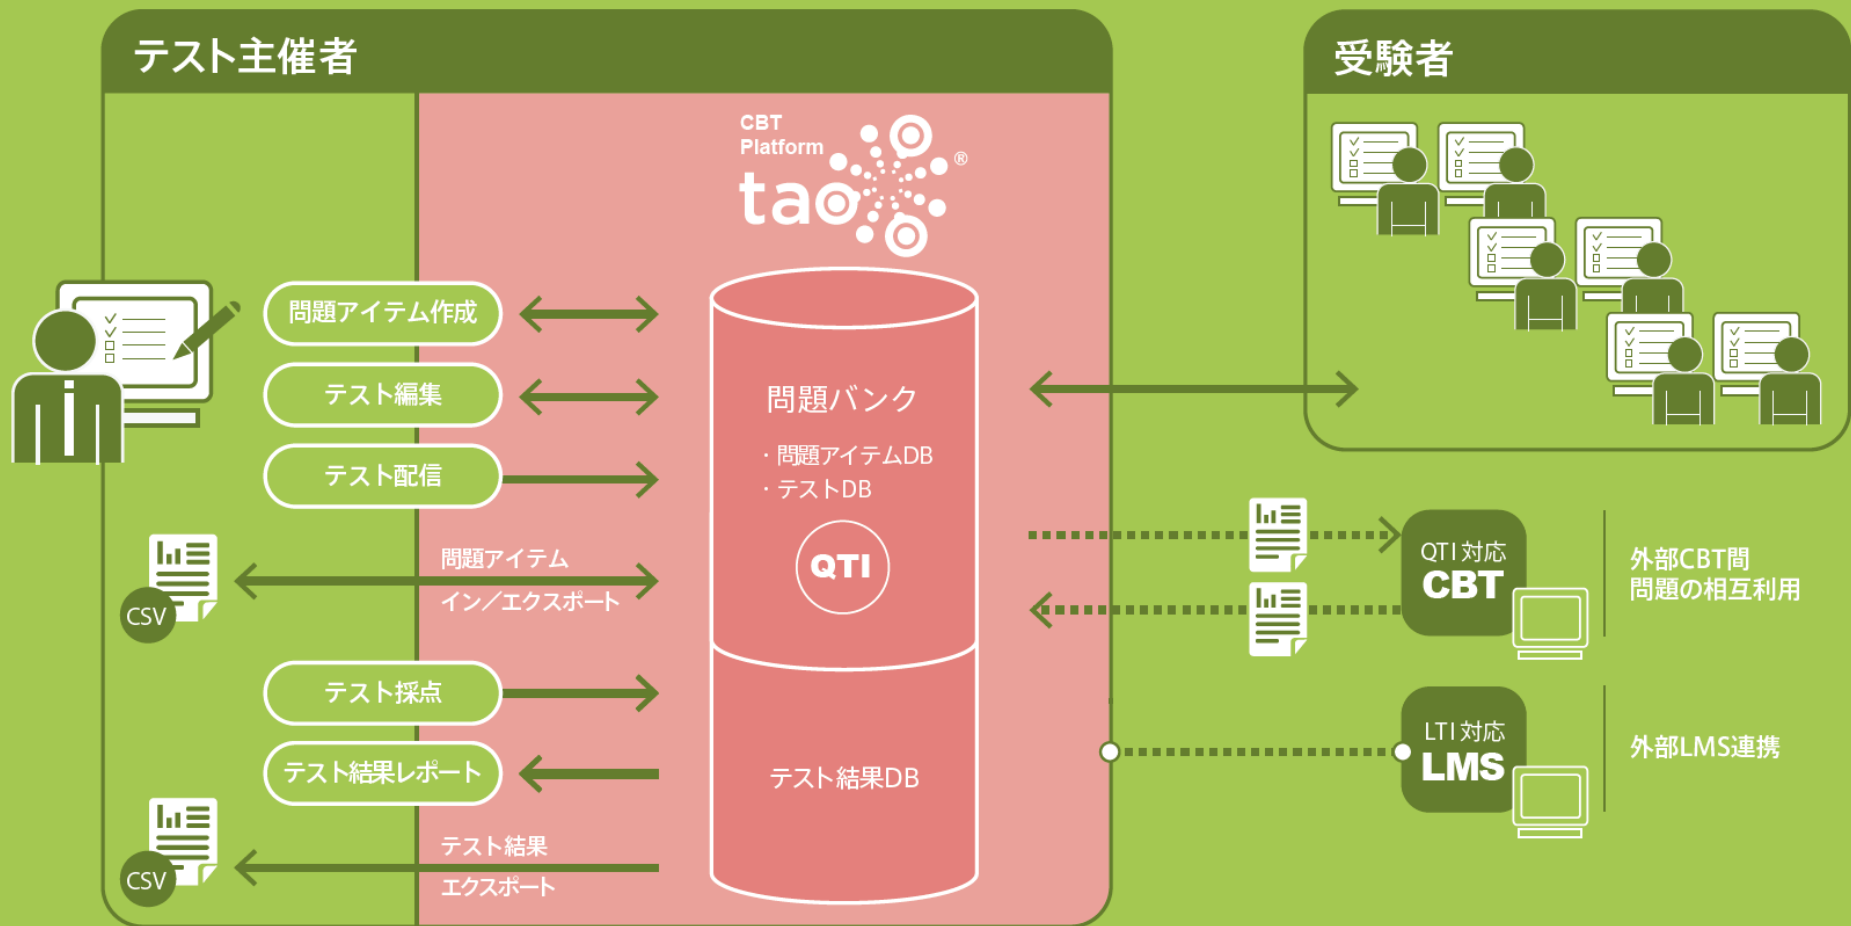 テスト主催者
受験者
CBT
Platform
tao®
問題アイテム作成
テスト編集
テスト配信
問題アイテム
イン／エクスポート
CSV
テスト採点
テスト結果レポート
テスト結果
エクスポート
CSV
問題バンク
・問題アイテムDB
・テストDB
QTI
テスト結果DB
QTI 対応
CBT
外部CBT間
問題の相互利用
LTI 対応
LMS
外部LMS連携